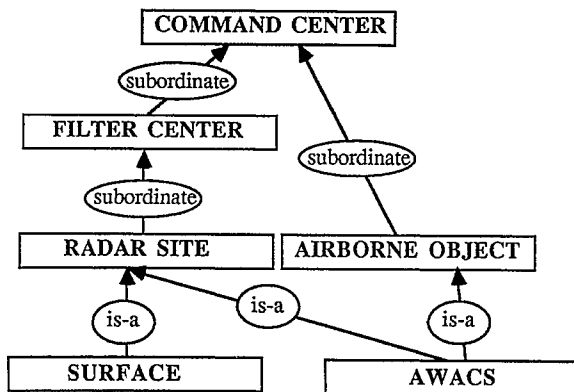 COMMAND CENTER
subordinate
FILTER CENTER
subordinate
subordinate
RADAR SITE
AIRBORNE OBJECT
is-a
is-a
is-a
SURFACE
AWACS